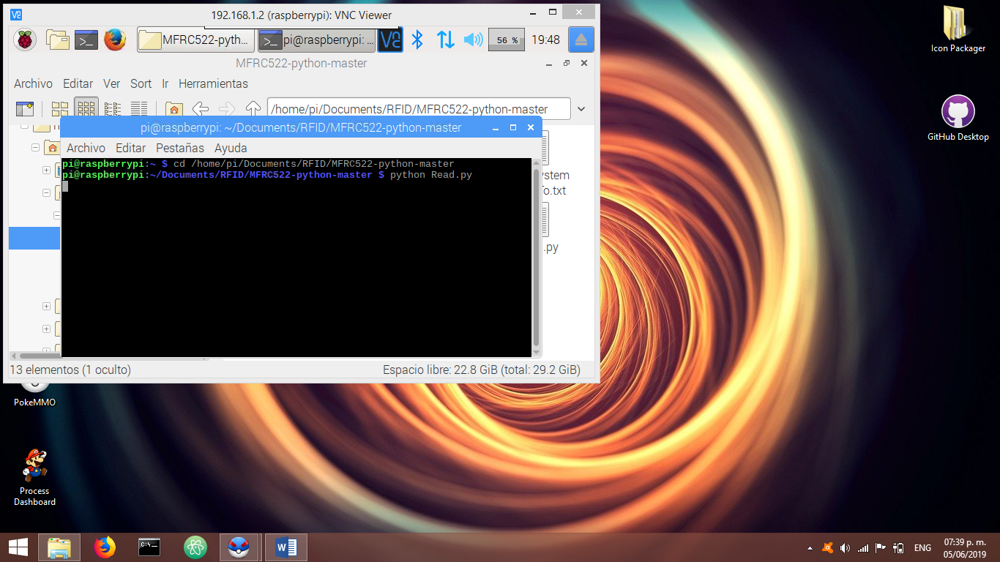 192.168.1.2 (raspberrypi): VNC Viewer
MFRC522-pyth...
pi@raspberrypi: ...
56 %
19:48
MFRC522-python-master
Archivo Editar Ver Sort Ir Herramientas
/home/pi/Documents/RFID/MFRC522-python-master
pi@raspberrypi: ~/Documents/RFID/MFRC522-python-master
Archivo Editar Pestañas Ayuda
pi@raspberrypi:~ $ cd /home/pi/Documents/RFID/MFRC522-python-master
pi@raspberrypi:~/Documents/RFID/MFRC522-python-master $ python Read.py
ystem
o.txt
.py
13 elementos (1 oculto)
Espacio libre: 22.8 GiB (total: 29.2 GiB)
Icon Packager
GitHub Desktop
PokeMMO
Process
Dashboard
C:\_
ENG
07:39 p. m.
05/06/2019